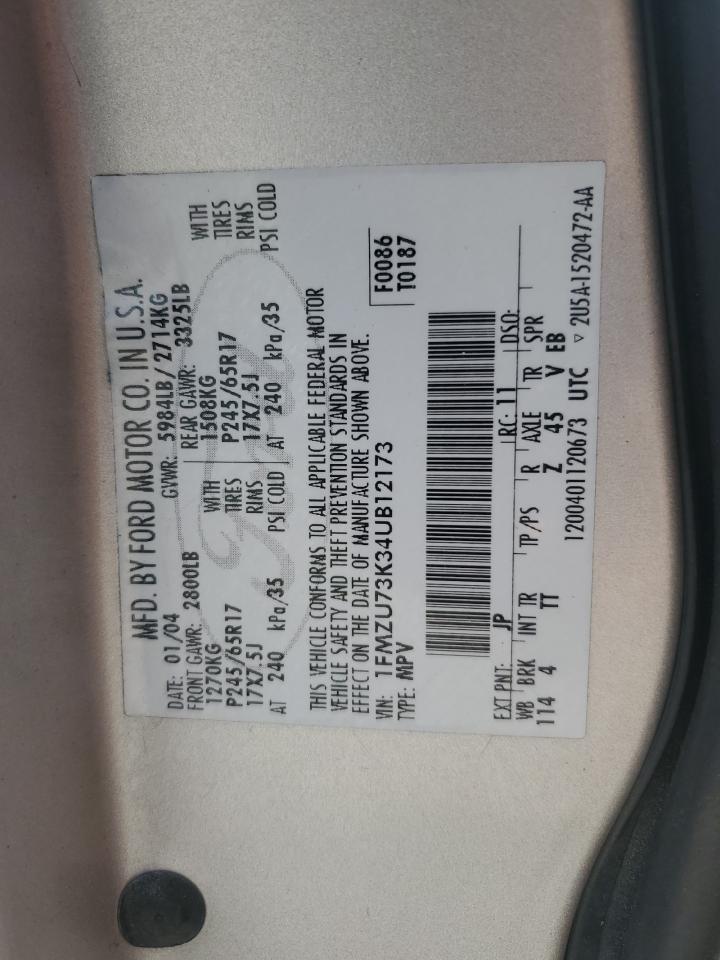 MFD. BY FORD MOTOR CO. IN U.S.A.
DATE: 01/04 GVWR: 5984LB/ 2714KG
FRONT GAWR: 2800LB REAR GAWR: 3325LB
1270KG WITH 1508KG WITH
P245/65R17 TIRES P245/65R17 TIRES
17X7.5J RIMS 17X7.5J RIMS
AT 240 kPa/35 PSI COLD AT 240 kPa/35 PSI COLD
THIS VEHICLE CONFORMS TO ALL APPLICABLE FEDERAL MOTOR
VEHICLE SAFETY AND THEFT PREVENTION STANDARDS IN
EFFECT ON THE DATE OF MANUFACTURE SHOWN ABOVE.
VIN: 1FMZU73K34UB12173 F0086
TYPE: MPV T0187
EXT PNT: JP RC: 11 DSO:
WB BRK INT TR TP/PS R AXLE TR SPR
114 4 TT Z 45 V EB
1200401120673 UTC ▽ 2U5A-1520472-AA
Ford